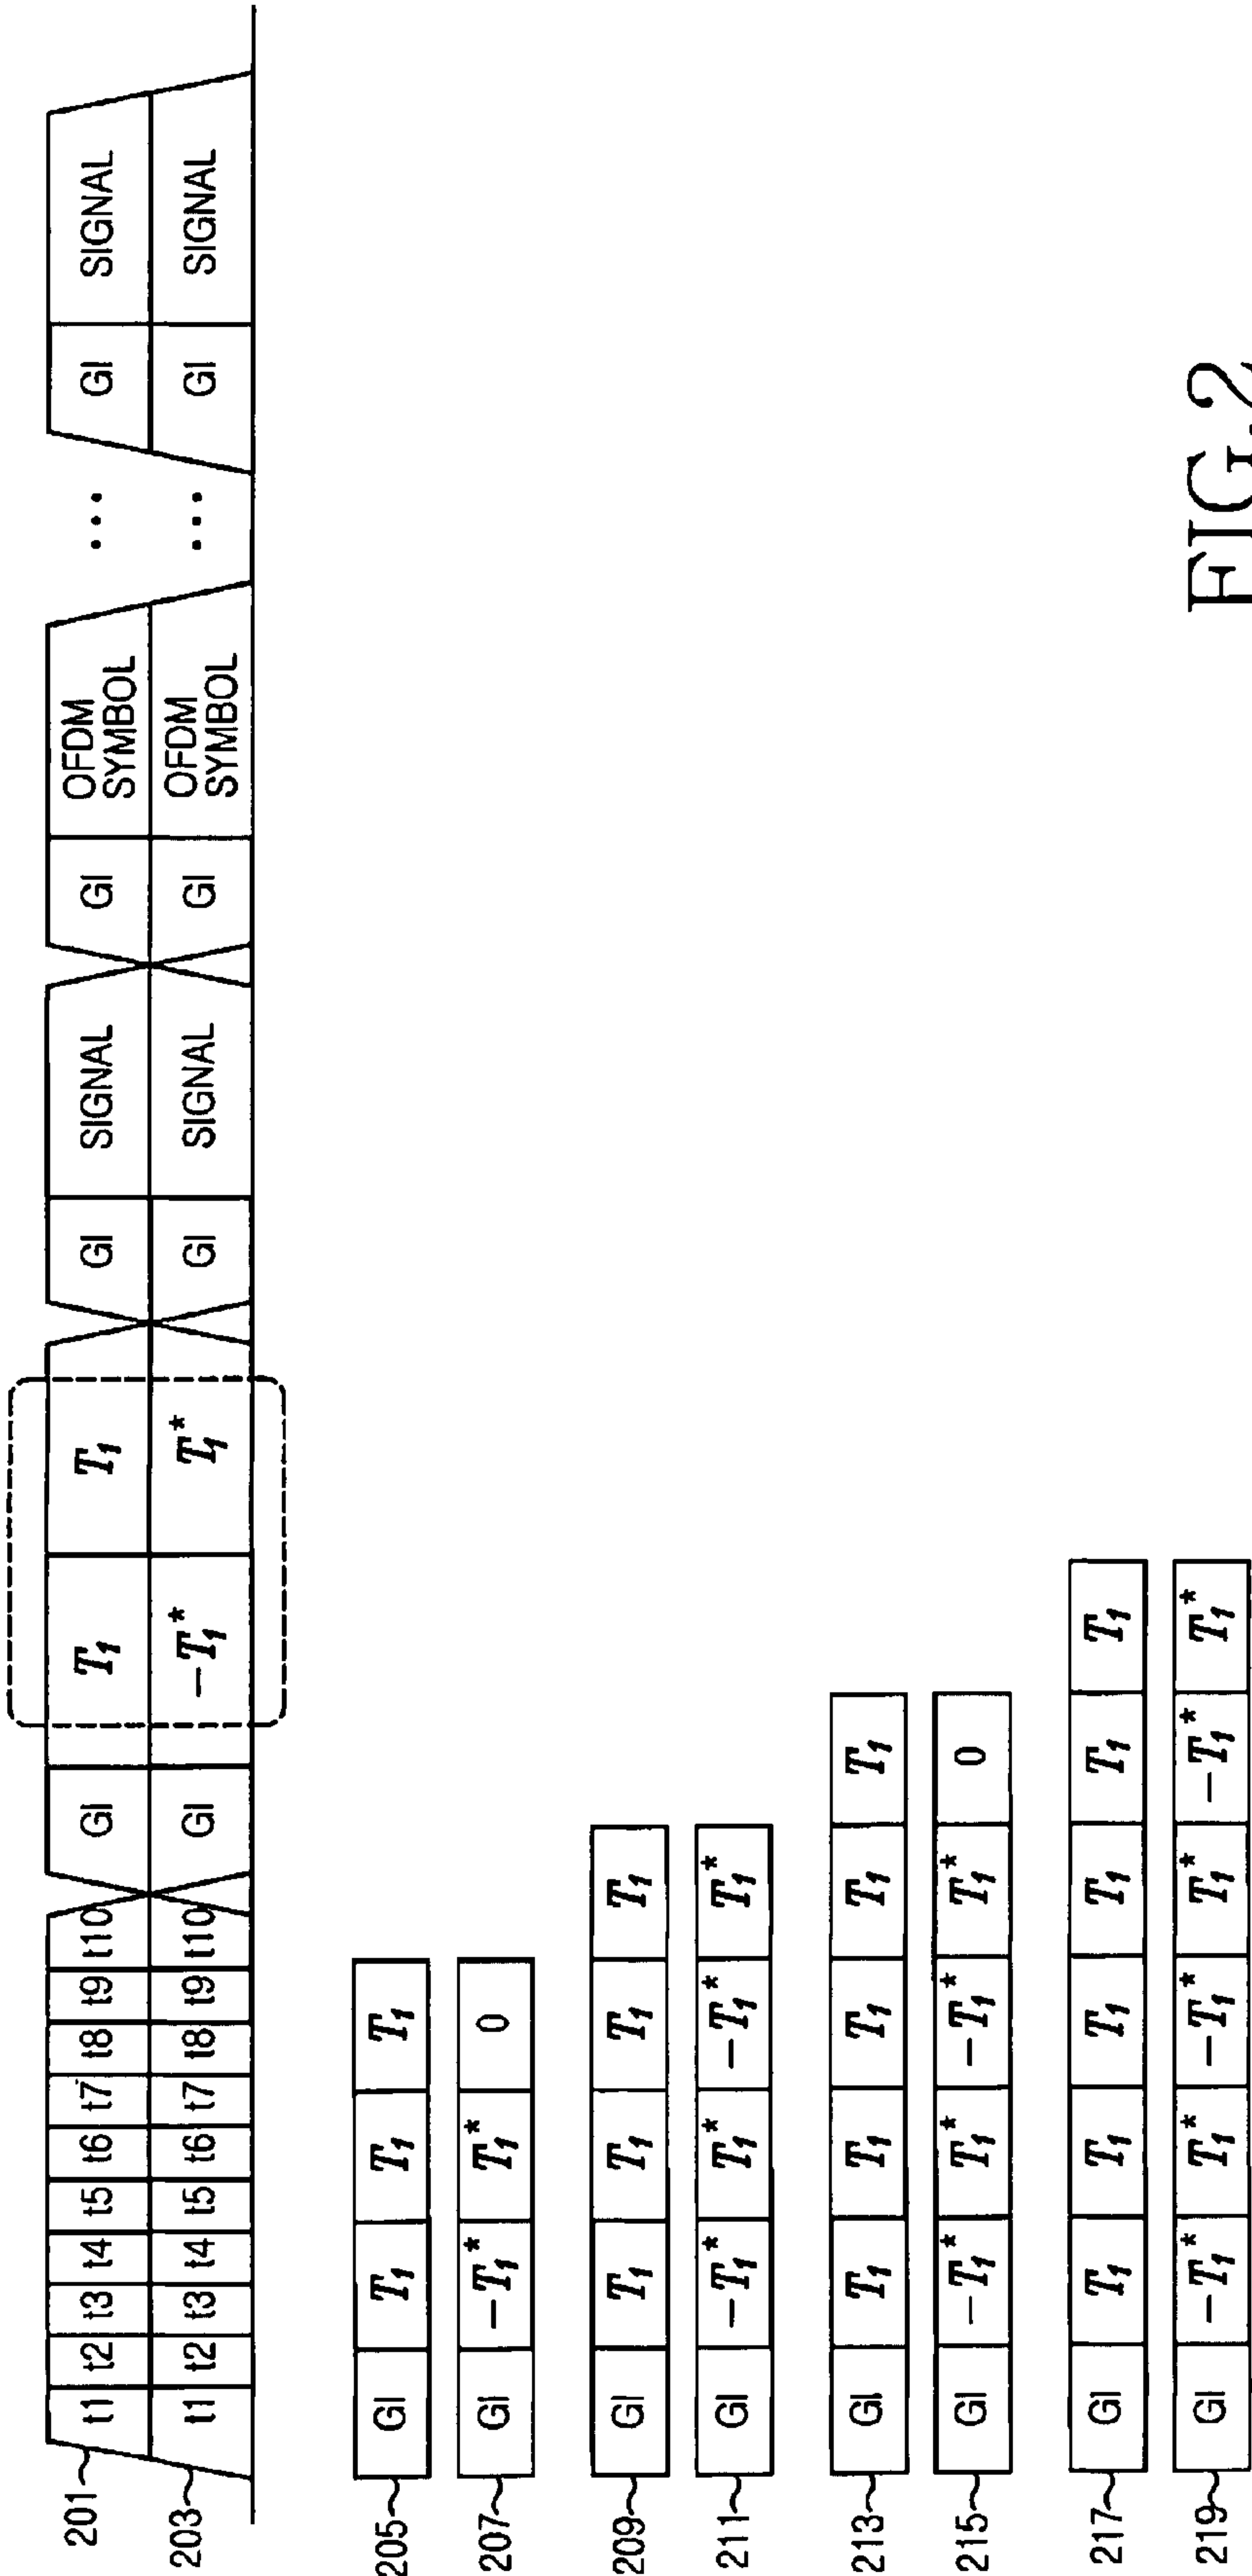 201 t1 t2 t3 t4 t5 t6 t7 t8 t9 t10 GI T₁ T₁ GI SIGNAL GI OFDM SYMBOL ... GI SIGNAL
203 t1 t2 t3 t4 t5 t6 t7 t8 t9 t10 GI −T₁* T₁* GI SIGNAL GI OFDM SYMBOL ... GI SIGNAL
205 GI T₁ T₁ T₁
207 GI −T₁* T₁* 0
209 GI T₁ T₁ T₁ T₁
211 GI −T₁* T₁* −T₁* T₁*
213 GI T₁ T₁ T₁ T₁ T₁
215 GI −T₁* T₁* −T₁* T₁* 0
217 GI T₁ T₁ T₁ T₁ T₁ T₁
219 GI −T₁* T₁* −T₁* T₁* −T₁* T₁*
FIG.2